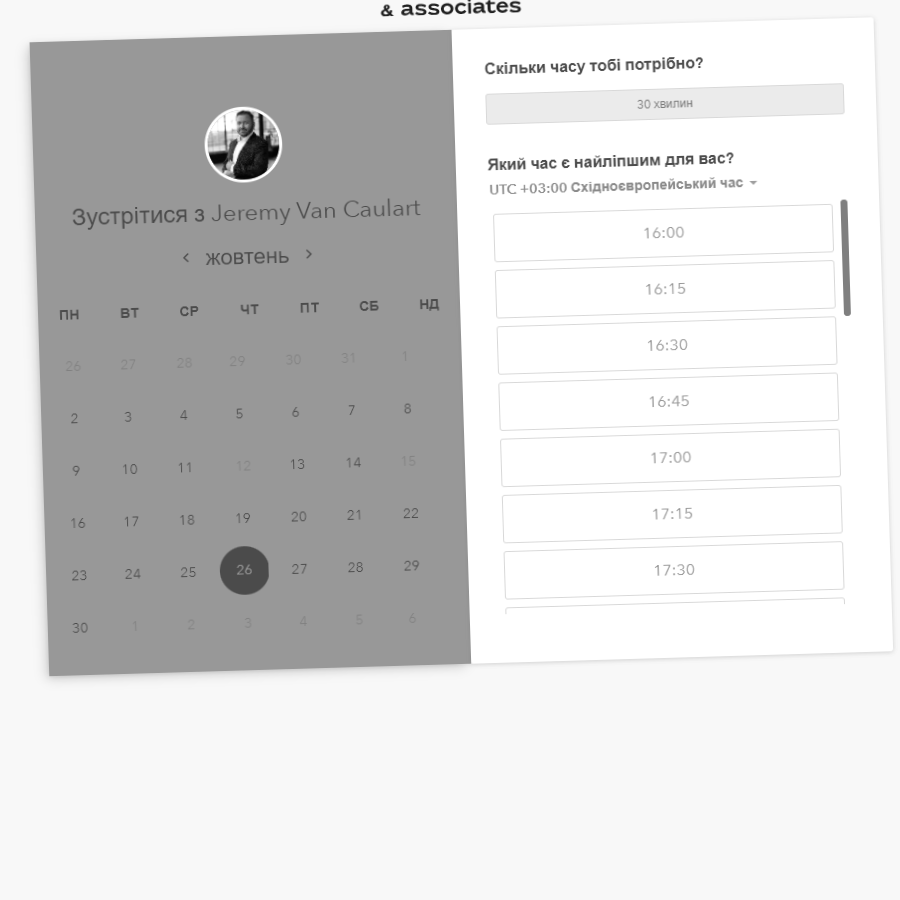 & associates
Зустрітися з Jeremy Van Caulart
жовтень
ПН ВТ СР ЧТ ПТ СБ НД
26 27 28 29 30 31 1
2 3 4 5 6 7 8
9 10 11 12 13 14 15
16 17 18 19 20 21 22
23 24 25 26 27 28 29
30 1 2 3 4 5 6
Скільки часу тобі потрібно?
30 хвилин
Який час є найліпшим для вас?
UTC +03:00 Східноєвропейський час
16:00
16:15
16:30
16:45
17:00
17:15
17:30